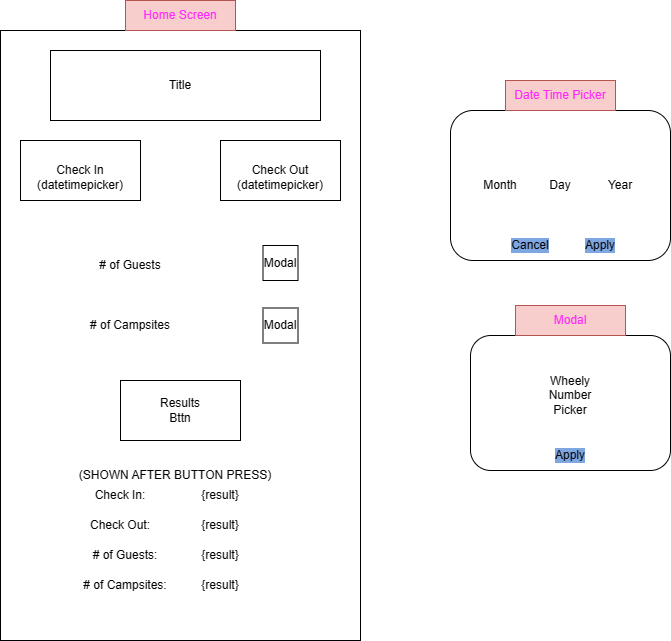 Home Screen
Title
Check In
(datetimepicker)
Check Out
(datetimepicker)
# of Guests
Modal
# of Campsites
Modal
Results
Bttn
(SHOWN AFTER BUTTON PRESS)
Check In: {result}
Check Out: {result}
# of Guests: {result}
# of Campsites: {result}
Date Time Picker
Month Day Year
Cancel Apply
Modal
Wheely
Number
Picker
Apply